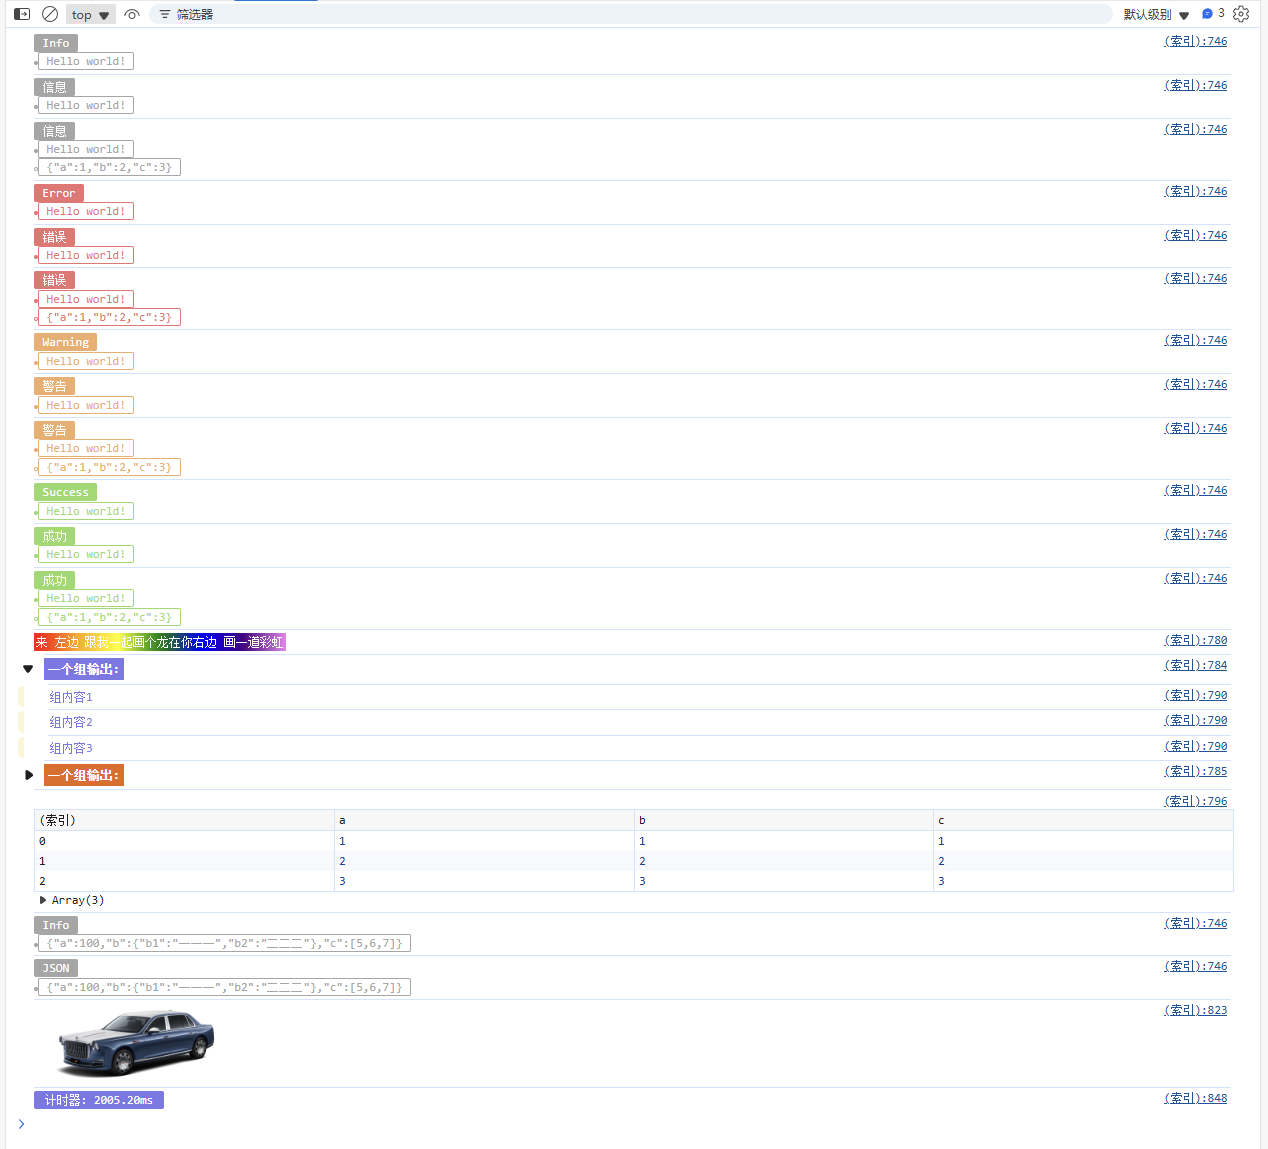 top 筛选器 默认级别 3
Info (索引):746
Hello world!
信息 (索引):746
Hello world!
信息 (索引):746
Hello world!
{"a":1,"b":2,"c":3}
Error (索引):746
Hello world!
错误 (索引):746
Hello world!
错误 (索引):746
Hello world!
{"a":1,"b":2,"c":3}
Warning (索引):746
Hello world!
警告 (索引):746
Hello world!
警告 (索引):746
Hello world!
{"a":1,"b":2,"c":3}
Success (索引):746
Hello world!
成功 (索引):746
Hello world!
成功 (索引):746
Hello world!
{"a":1,"b":2,"c":3}
来 左边 跟我一起画个龙在你右边 画一道彩虹 (索引):780
一个组输出: (索引):784
组内容1 (索引):790
组内容2 (索引):790
组内容3 (索引):790
一个组输出: (索引):785
(索引):796
(索引) a b c
0 1 1 1
1 2 2 2
2 3 3 3
Array(3)
Info (索引):746
{"a":100,"b":{"b1":"一一一","b2":"二二二"},"c":[5,6,7]}
JSON (索引):746
{"a":100,"b":{"b1":"一一一","b2":"二二二"},"c":[5,6,7]}
(索引):823
计时器: 2005.20ms (索引):848